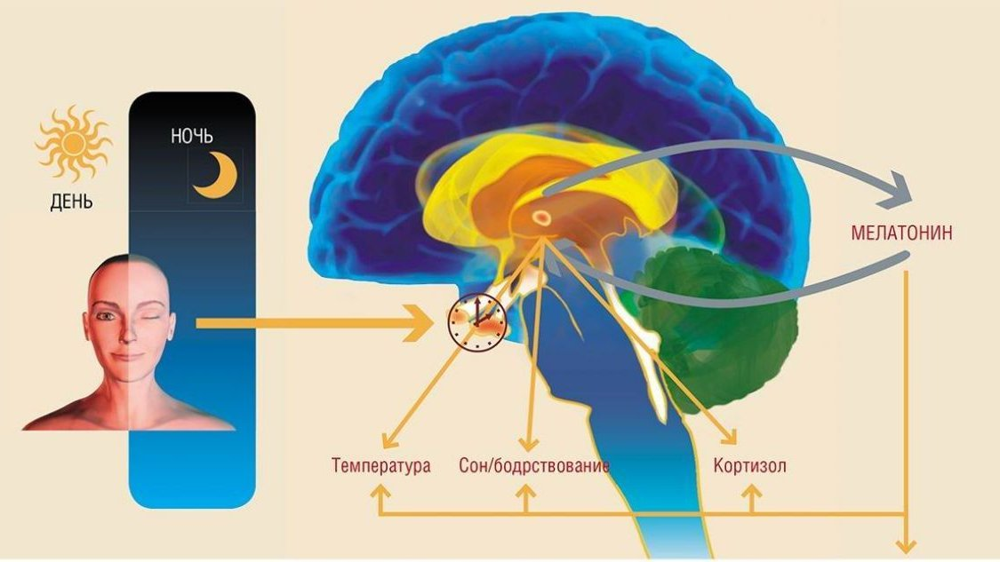 НОЧЬ
ДЕНЬ
МЕЛАТОНИН
Температура
Сон/бодрствование
Кортизол